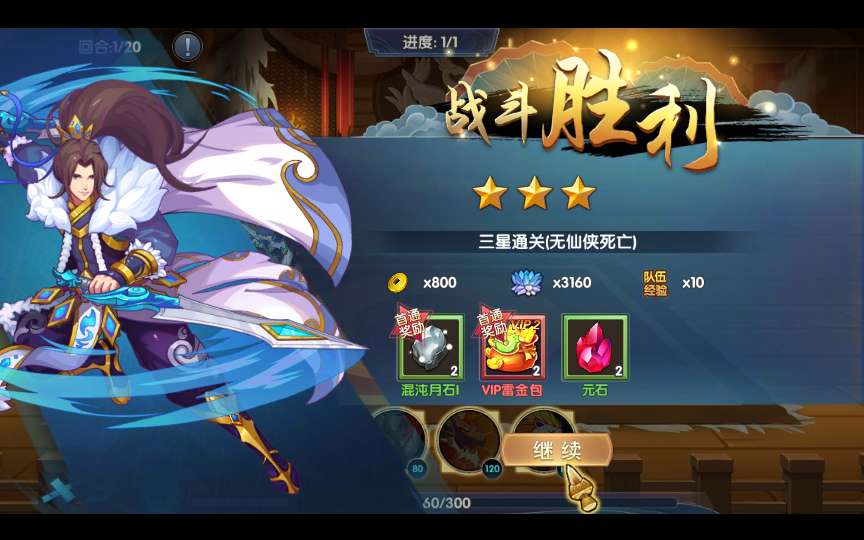 回合:1/20
进度: 1/1
战斗胜利
三星通关(无仙侠死亡)
x800
x3160
队伍
经验
x10
首通
奖励
首通
奖励
VIP 2
2
2
2
混沌月石I
VIP雷金包
元石
80
120
继续
60/300